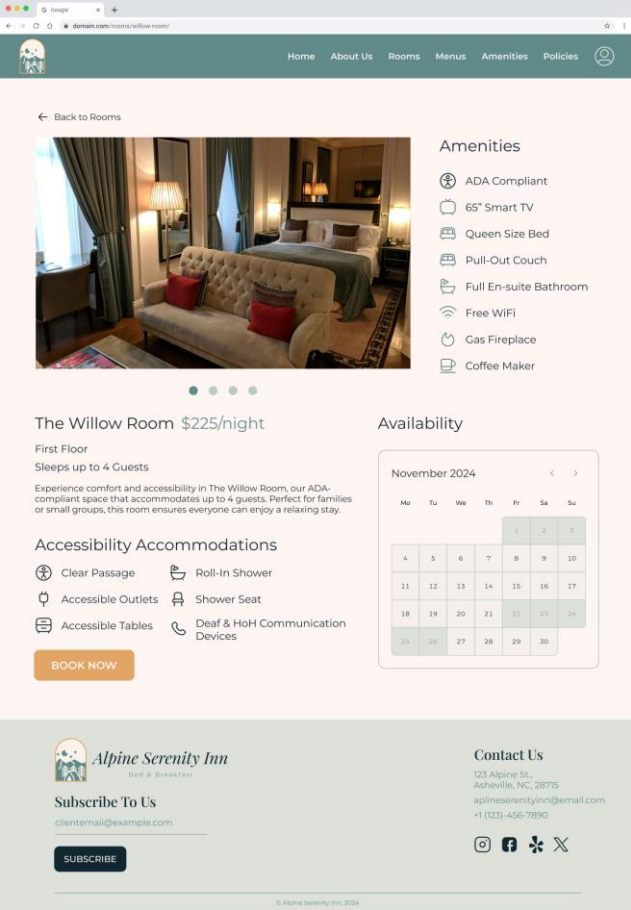 Google
domain.com/rooms/willow-room/
Home About Us Rooms Menus Amenities Policies
Back to Rooms
Amenities
ADA Compliant
65" Smart TV
Queen Size Bed
Pull-Out Couch
Full En-suite Bathroom
Free WiFi
Gas Fireplace
Coffee Maker
The Willow Room $225/night
First Floor
Sleeps up to 4 Guests
Experience comfort and accessibility in The Willow Room, our ADA-
compliant space that accommodates up to 4 guests. Perfect for families
or small groups, this room ensures everyone can enjoy a relaxing stay.
Accessibility Accommodations
Clear Passage Roll-In Shower
Accessible Outlets Shower Seat
Accessible Tables Deaf & HoH Communication
Devices
BOOK NOW
Availability
November 2024
Mo Tu We Th Fr Sa Su
1 2 3
4 5 6 7 8 9 10
11 12 13 14 15 16 17
18 19 20 21 22 23 24
25 26 27 28 29 30
Alpine Serenity Inn
Bed & Breakfast
Subscribe To Us
clientemail@example.com
SUBSCRIBE
Contact Us
123 Alpine St.,
Asheville, NC, 28715
aplineserenityinn@email.com
+1 (123)-456-7890
© Alpine Serenity Inn, 2024